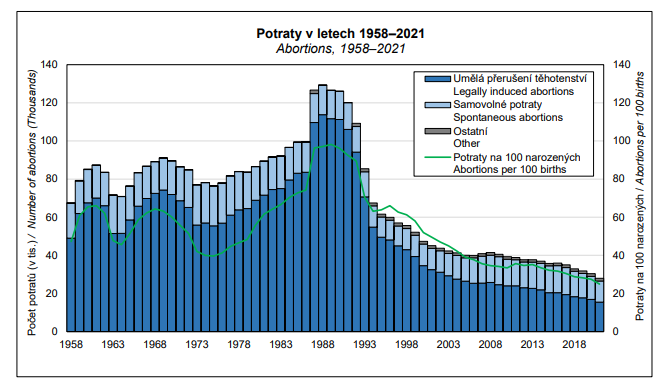 Potraty v letech 1958–2021
Abortions, 1958–2021
Počet potratů (v tis.) / Number of abortions (Thousands)
140
120
100
80
60
40
20
0
Umělá přerušení těhotenství
Legally induced abortions
Samovolné potraty
Spontaneous abortions
Ostatní
Other
Potraty na 100 narozených
Abortions per 100 births
140
120
100
80
60
40
20
0
Potraty na 100 narozených / Abortions per 100 births
1958 1963 1968 1973 1978 1983 1988 1993 1998 2003 2008 2013 2018